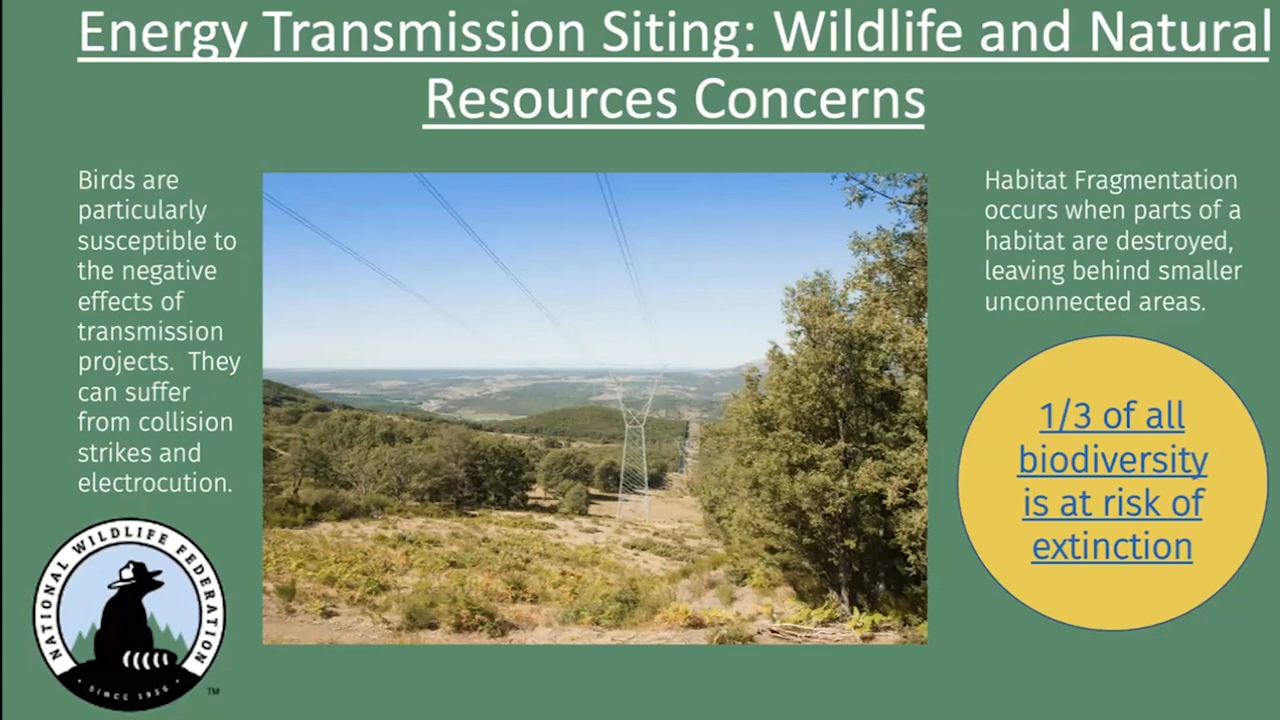 Energy Transmission Siting: Wildlife and Natural
Resources Concerns
Birds are
particularly
susceptible to
the negative
effects of
transmission
projects.  They
can suffer
from collision
strikes and
electrocution.
Habitat Fragmentation
occurs when parts of a
habitat are destroyed,
leaving behind smaller
unconnected areas.
1/3 of all
biodiversity
is at risk of
extinction
NATIONAL WILDLIFE FEDERATION
· SINCE 1936 ·
TM